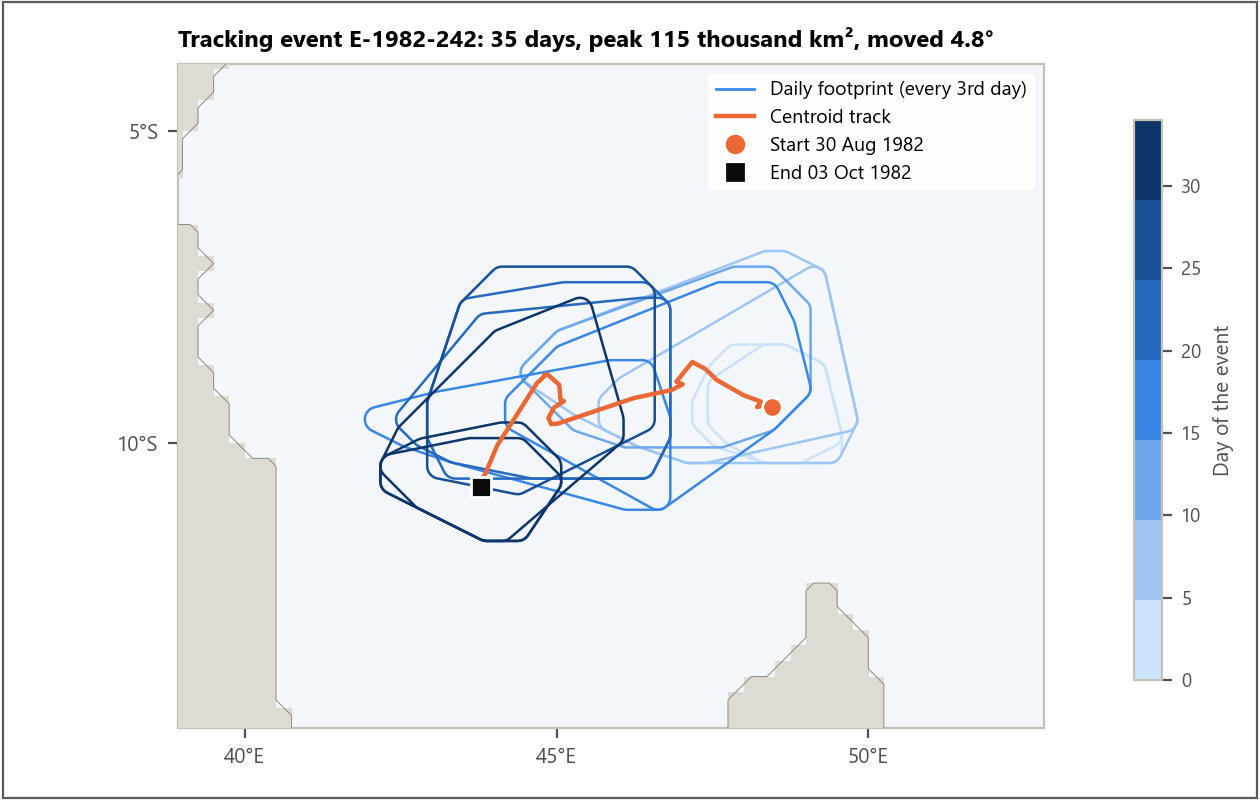 Tracking event E-1982-242: 35 days, peak 115 thousand km², moved 4.8°
Daily footprint (every 3rd day)
Centroid track
Start 30 Aug 1982
End 03 Oct 1982
5°S
10°S
40°E
45°E
50°E
30
25
20
15
10
5
0
Day of the event